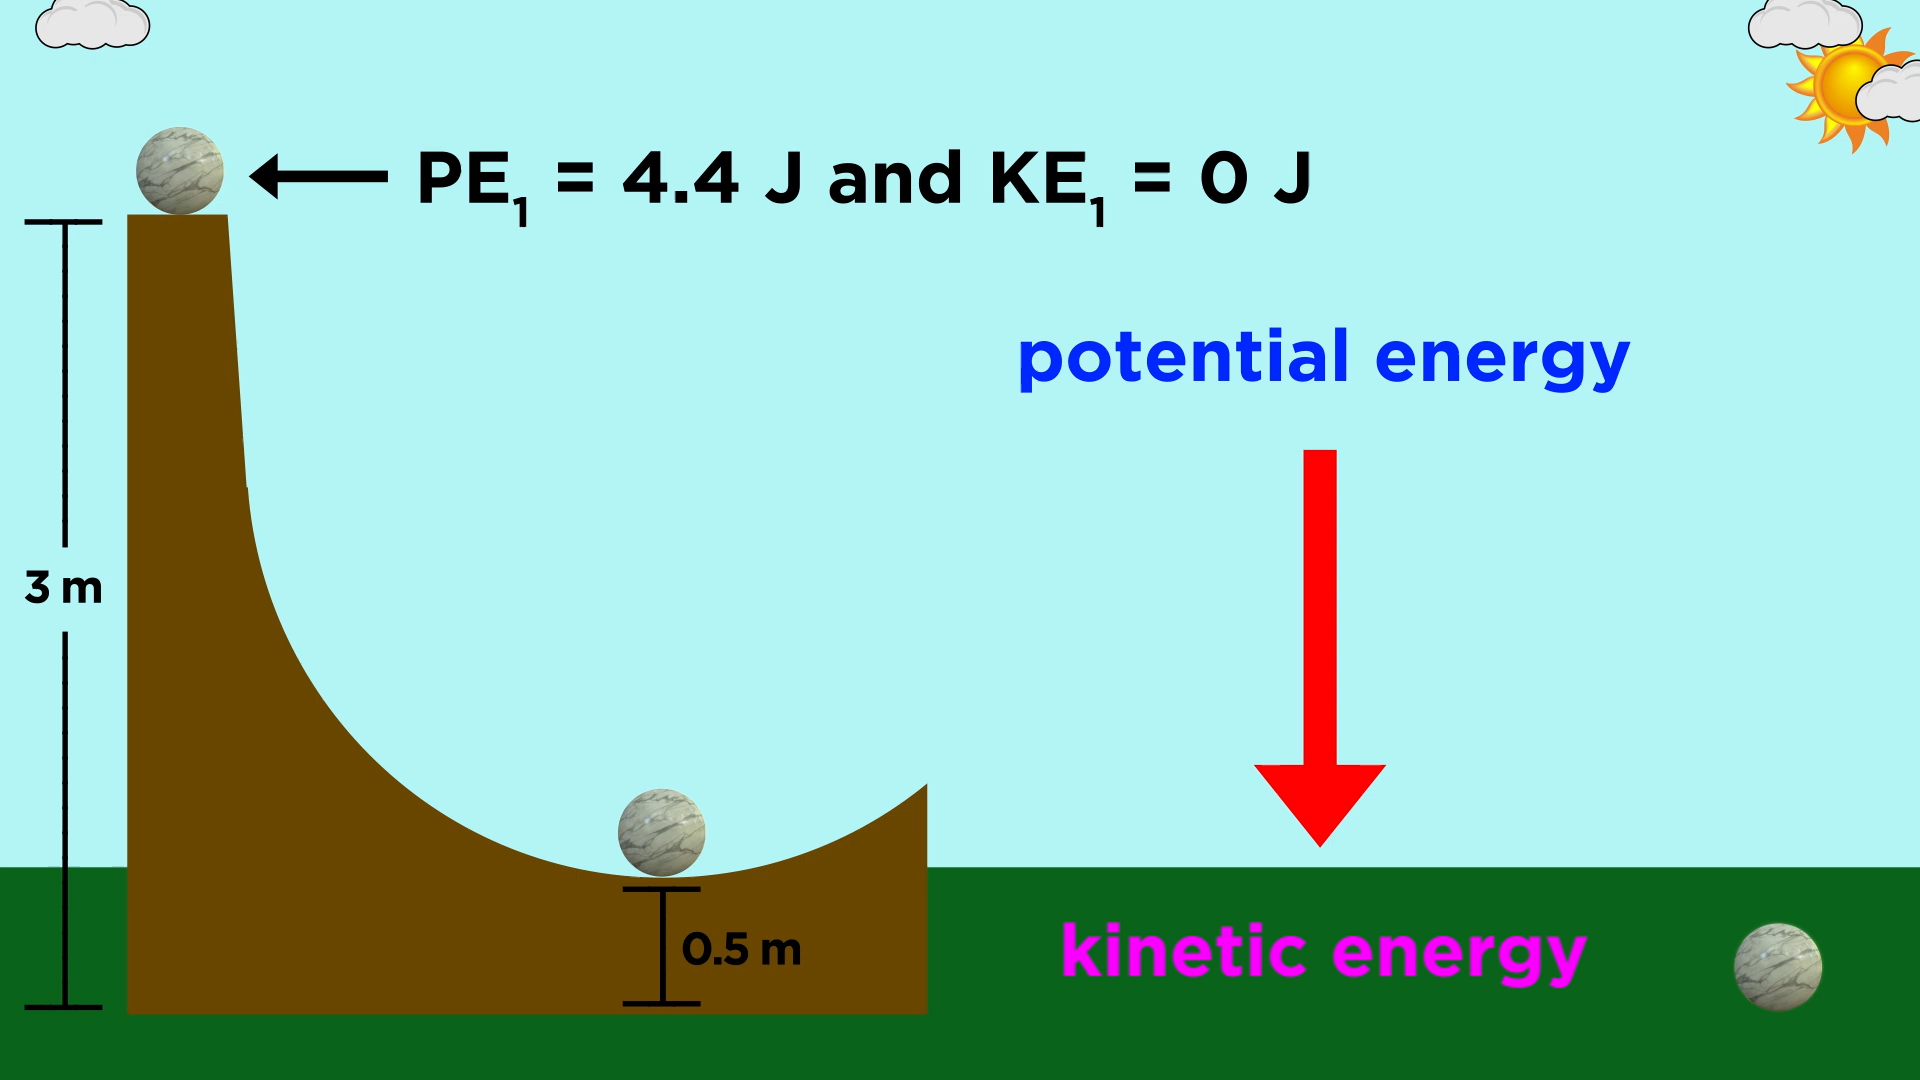 PE₁ = 4.4 J and KE₁ = 0 J
potential energy
3 m
0.5 m
kinetic energy